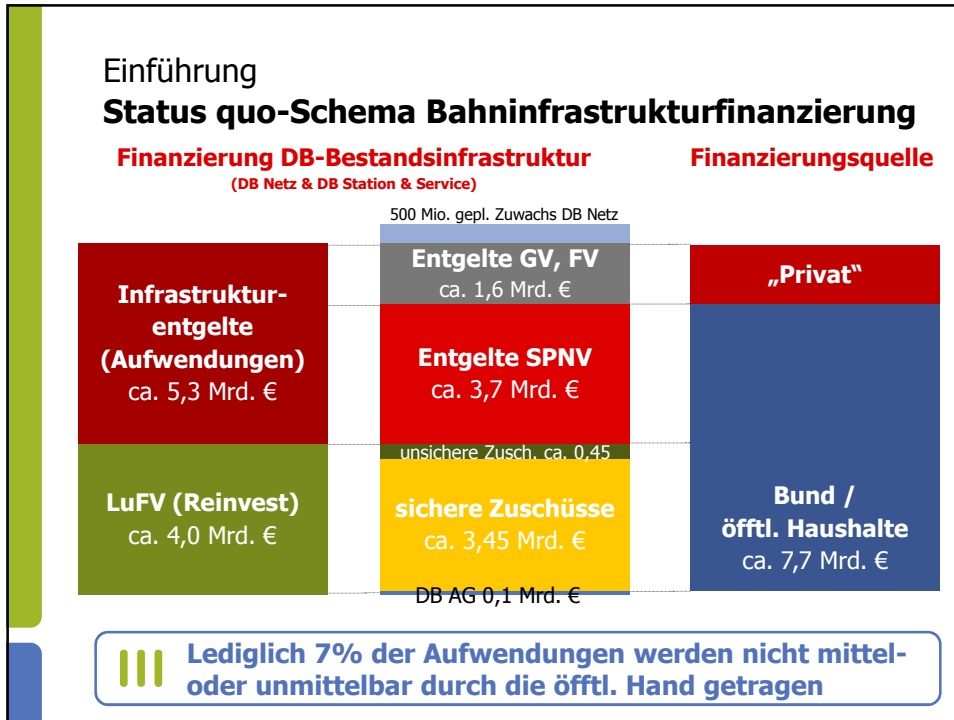 Einführung
Status quo-Schema Bahninfrastrukturfinanzierung
Finanzierung DB-Bestandsinfrastruktur
(DB Netz & DB Station & Service)
Finanzierungsquelle
500 Mio. gepl. Zuwachs DB Netz
Infrastruktur-
entgelte
(Aufwendungen)
ca. 5,3 Mrd. €
LuFV (Reinvest)
ca. 4,0 Mrd. €
Entgelte GV, FV
ca. 1,6 Mrd. €
Entgelte SPNV
ca. 3,7 Mrd. €
unsichere Zusch. ca. 0,45
sichere Zuschüsse
ca. 3,45 Mrd. €
DB AG 0,1 Mrd. €
„Privat“
Bund /
öfftl. Haushalte
ca. 7,7 Mrd. €
Lediglich 7% der Aufwendungen werden nicht mittel-
oder unmittelbar durch die öfftl. Hand getragen